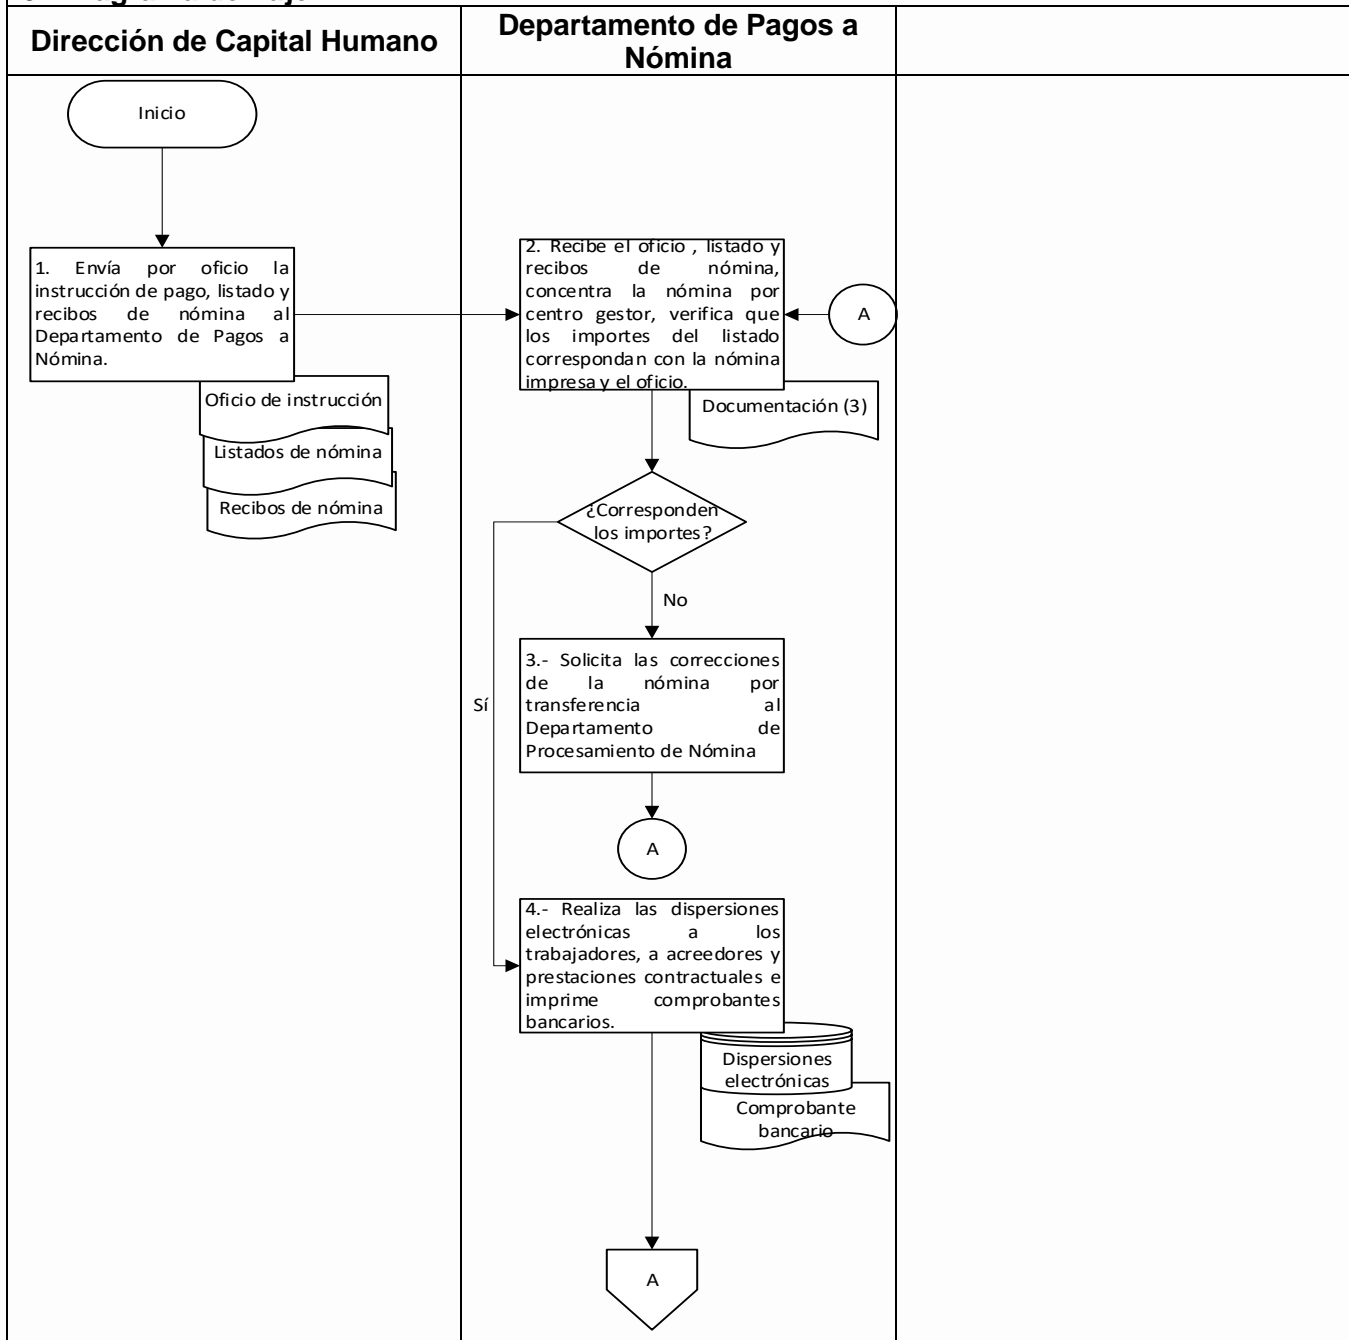 Dirección de Capital Humano
Departamento de Pagos a
Nómina
Inicio
1. Envía por oficio la
instrucción de pago, listado y
recibos de nómina al
Departamento de Pagos a
Nómina.
Oficio de instrucción
Listados de nómina
Recibos de nómina
2. Recibe el oficio , listado y
recibos de nómina,
concentra la nómina por
centro gestor, verifica que
los importes del listado
correspondan con la nómina
impresa y el oficio.
A
Documentación (3)
¿Corresponden
los importes?
No
Sí
3.- Solicita las correcciones
de la nómina por
transferencia al
Departamento de
Procesamiento de Nómina
A
4.- Realiza las dispersiones
electrónicas a los
trabajadores, a acreedores y
prestaciones contractuales e
imprime comprobantes
bancarios.
Dispersiones
electrónicas
Comprobante
bancario
A